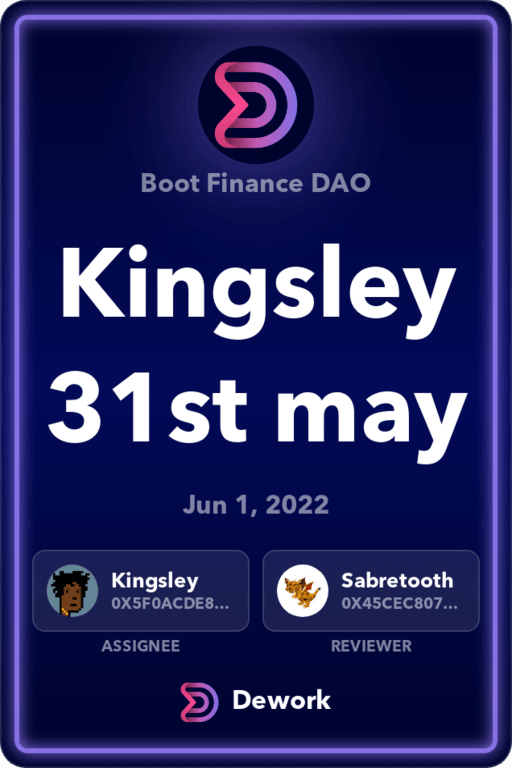 Boot Finance DAO
Kingsley
31st may
Jun 1, 2022
Kingsley
0X5F0ACDE8...
ASSIGNEE
Sabretooth
0X45CEC807...
REVIEWER
Dework